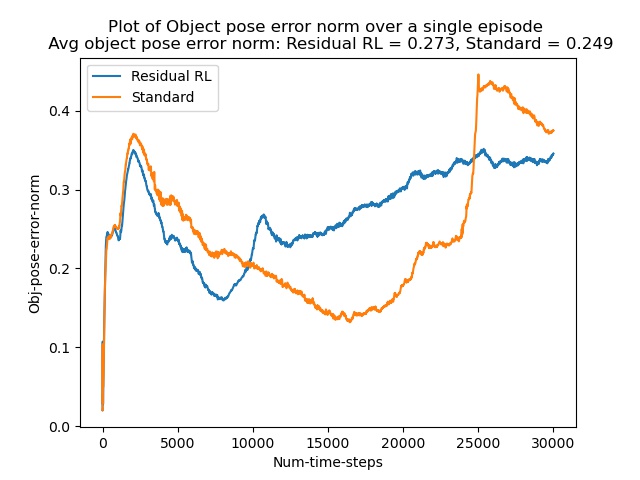 Plot of Object pose error norm over a single episode
Avg object pose error norm: Residual RL = 0.273, Standard = 0.249
Residual RL
Standard
0.4
0.3
0.2
0.1
0.0
Obj-pose-error-norm
0 5000 10000 15000 20000 25000 30000
Num-time-steps